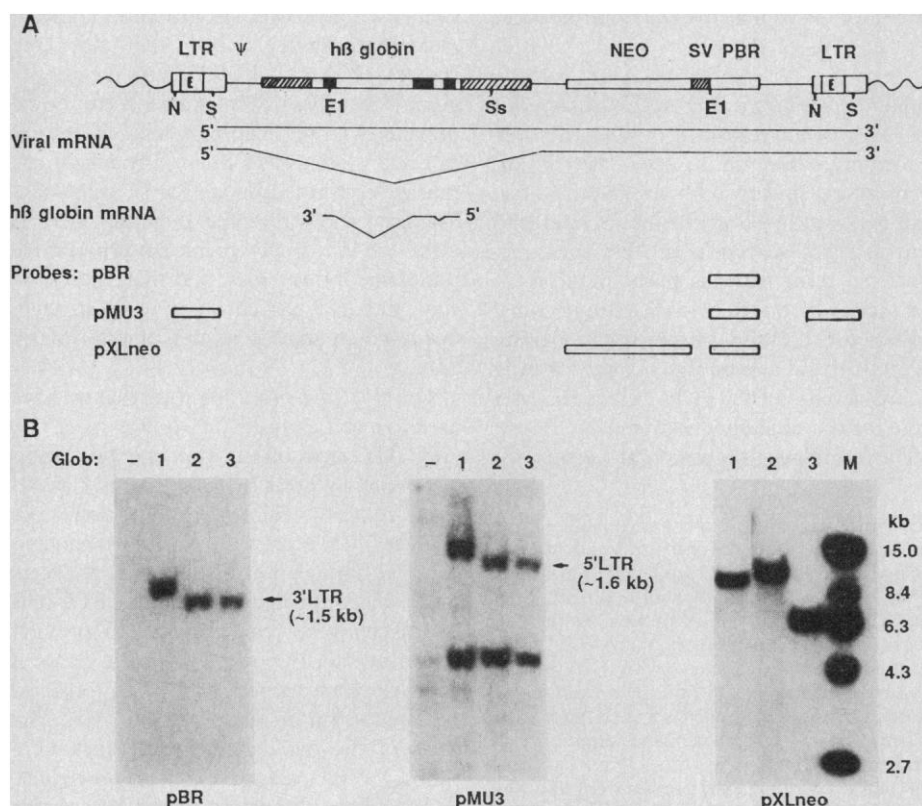 A
LTR ψ hß globin NEO SV PBR LTR
E E
N S E1 Ss E1 N S
5' 3'
Viral mRNA
5' 3'
hß globin mRNA 3' 5'
Probes: pBR
pMU3
pXLneo
B
Glob: – 1 2 3 – 1 2 3 1 2 3 M
kb
15.0
5'LTR
(~1.6 kb)
8.4
3'LTR
(~1.5 kb)
6.3
4.3
2.7
pBR pMU3 pXLneo